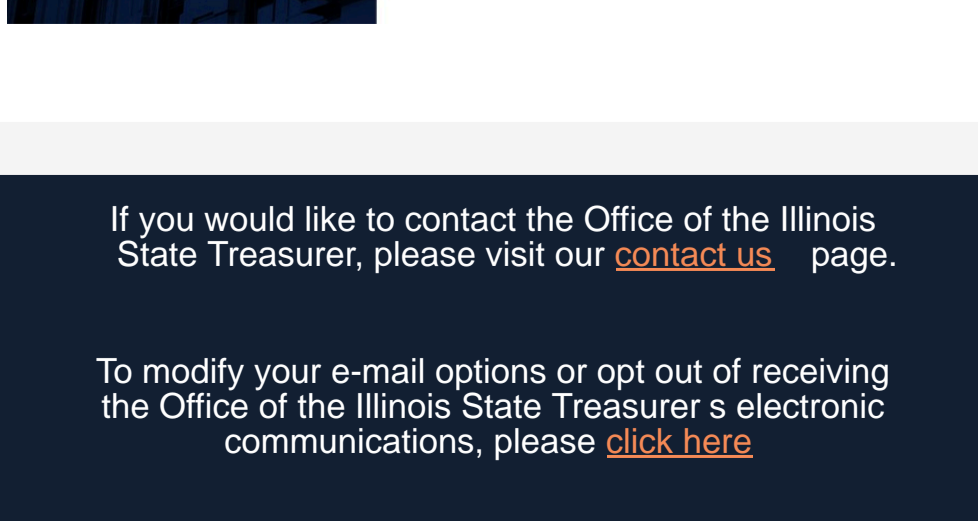 If you would like to contact the Office of the Illinois
State Treasurer, please visit our contact us page.
To modify your e-mail options or opt out of receiving
the Office of the Illinois State Treasurer s electronic
communications, please click here